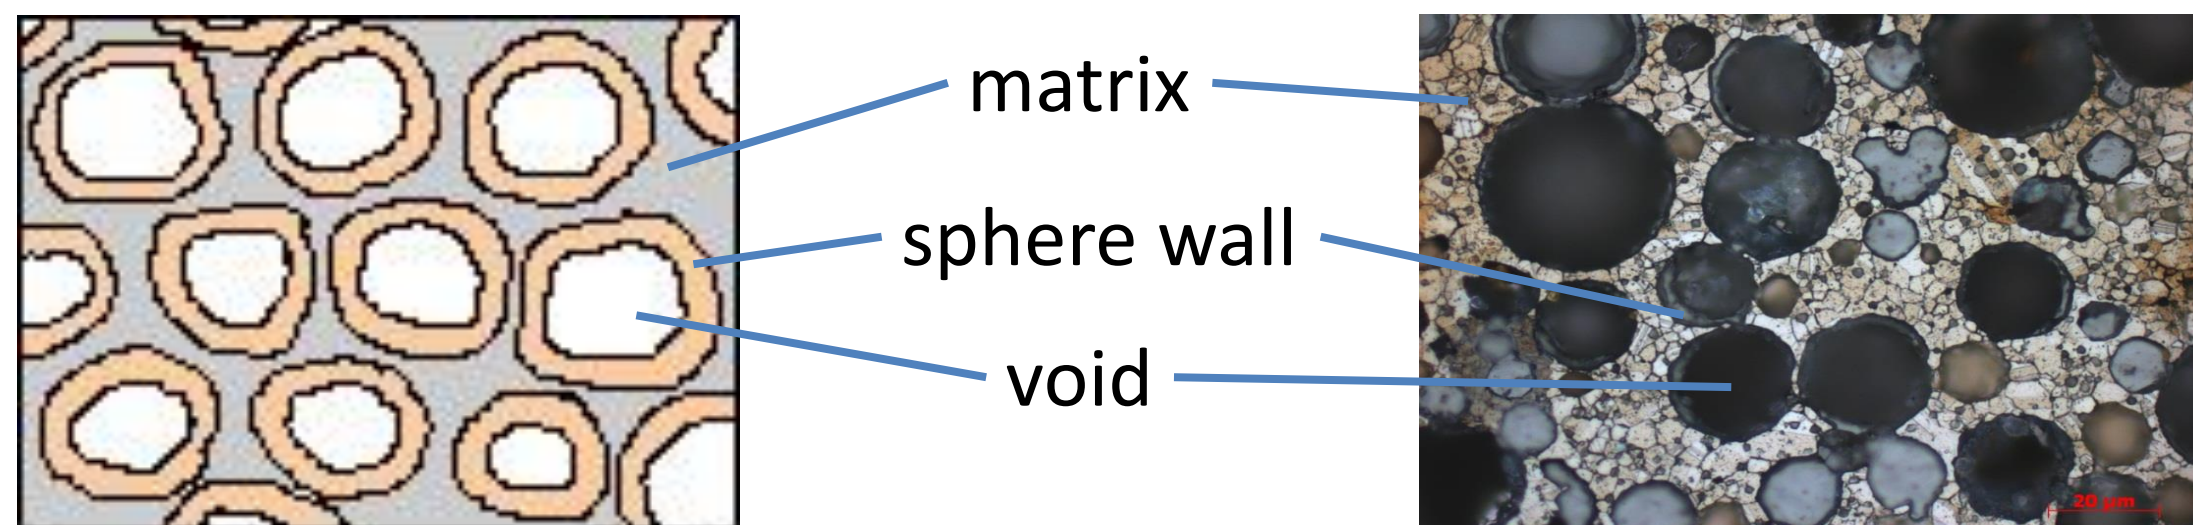 matrix
sphere wall
void
20 µm